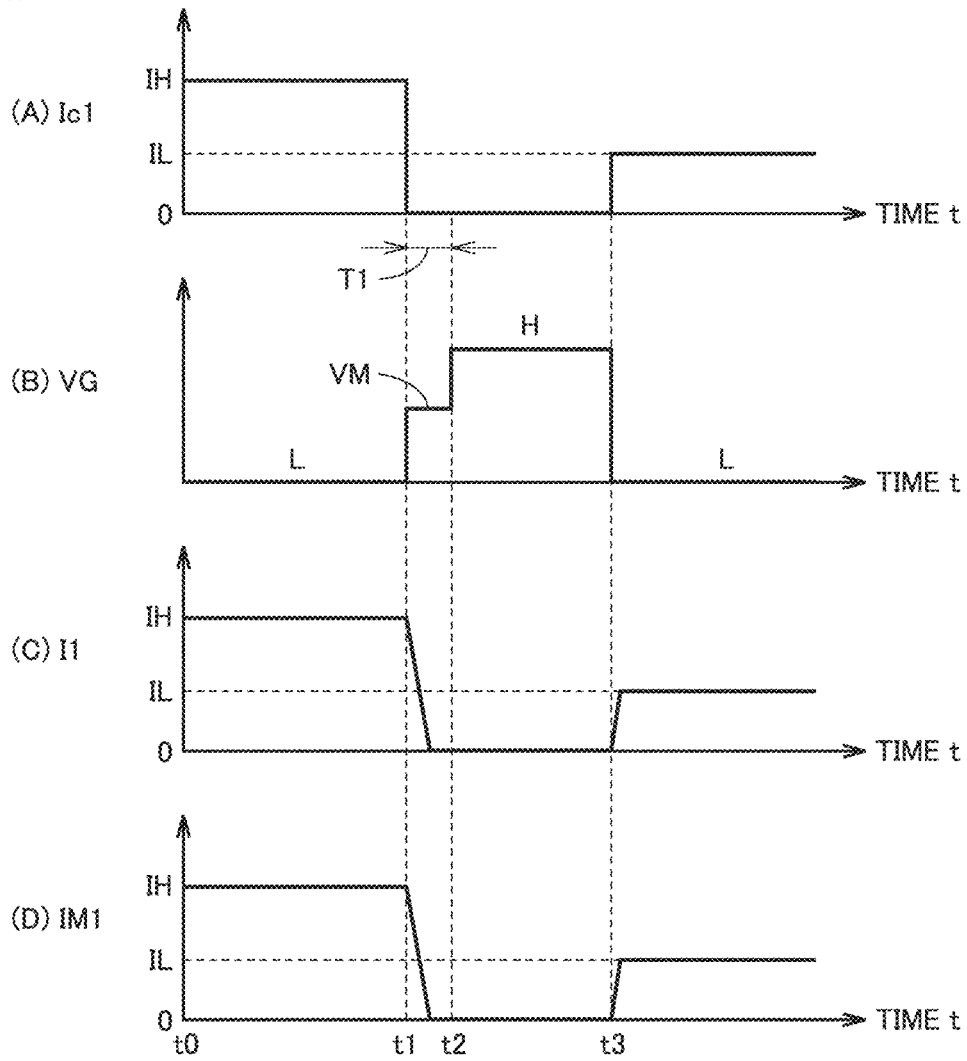 IH
(A) Ic1
IL
0
TIME t
T1
H
VM
(B) VG
L
L
TIME t
IH
(C) I1
IL
0
TIME t
IH
(D) IM1
IL
0
TIME t
t0
t1
t2
t3